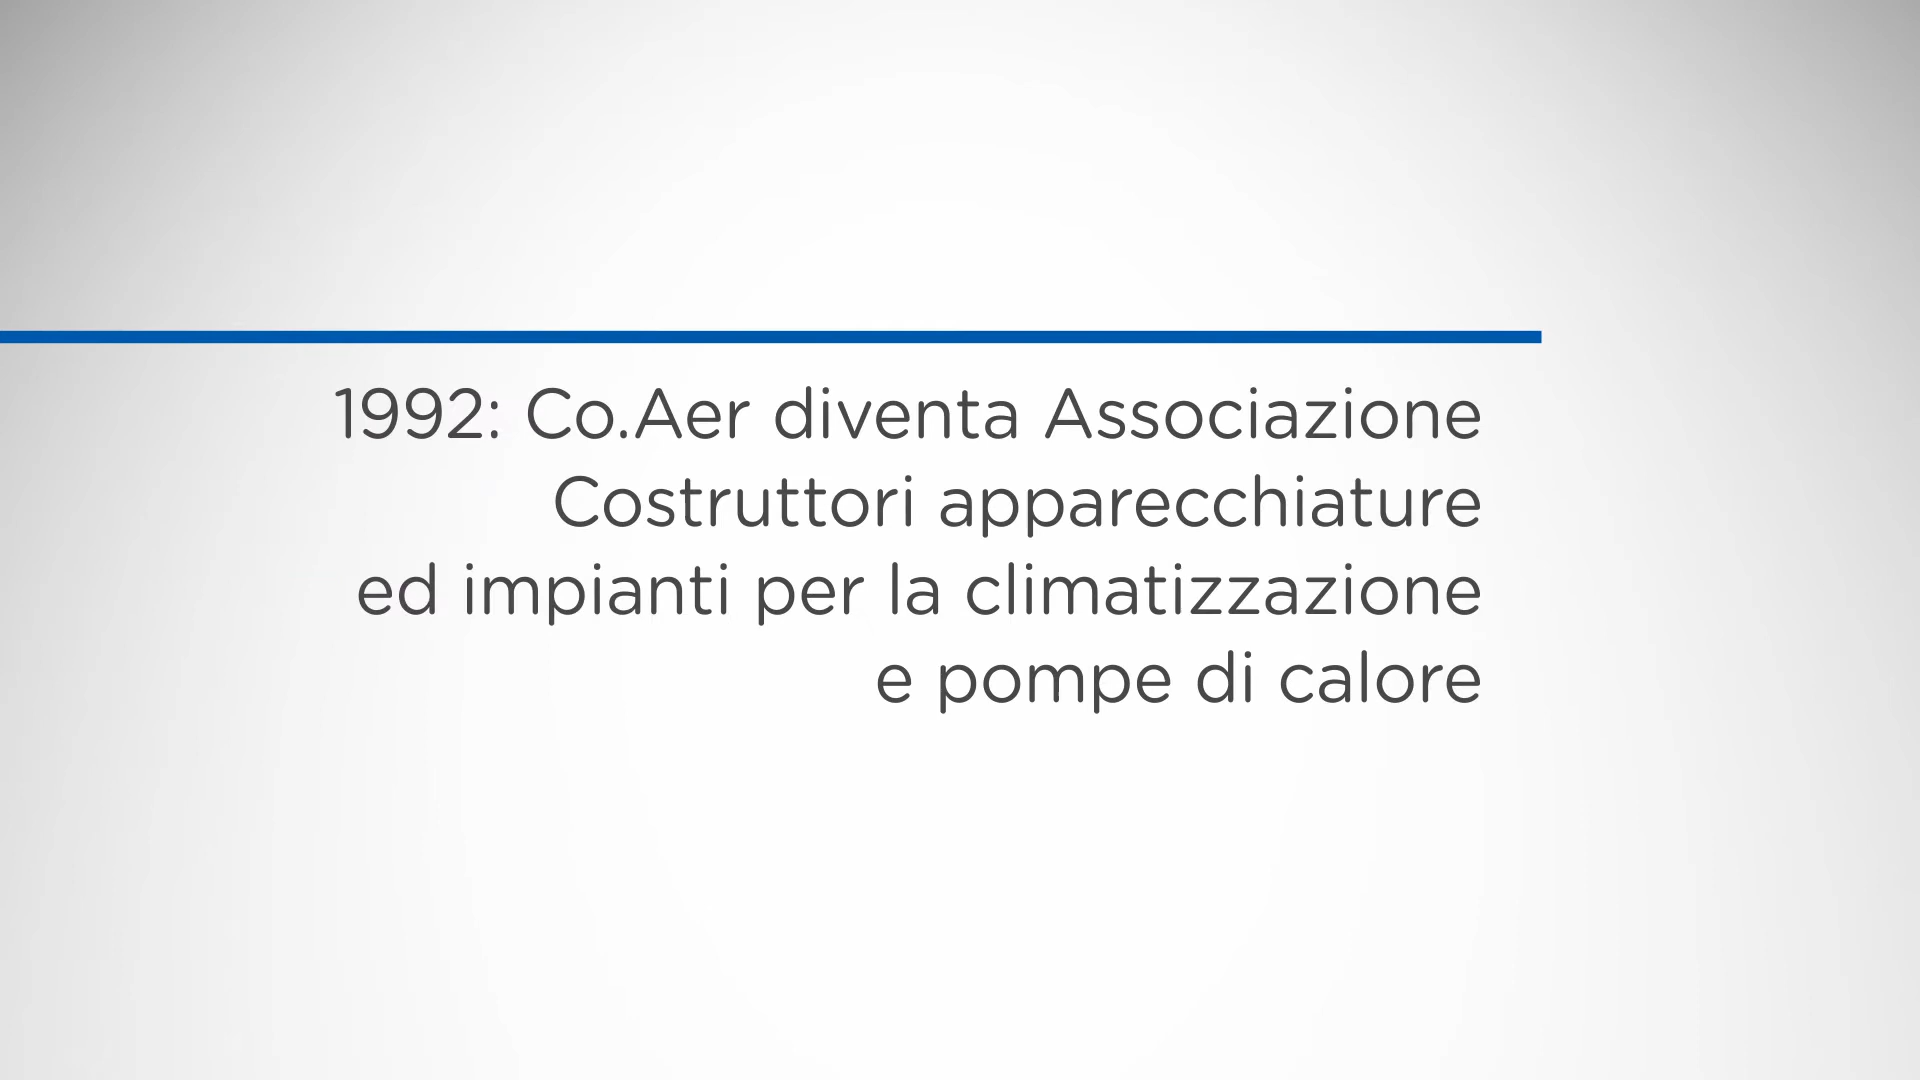 1992: Co.Aer diventa Associazione
Costruttori apparecchiature
ed impianti per la climatizzazione
e pompe di calore